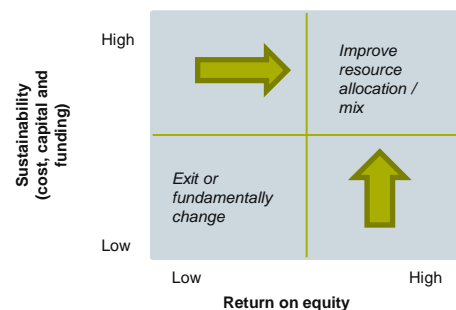 High
Improve
resource
allocation /
mix
Sustainability
(cost, capital and
funding)
Exit or
fundamentally
change
Low
Low
High
Return on equity